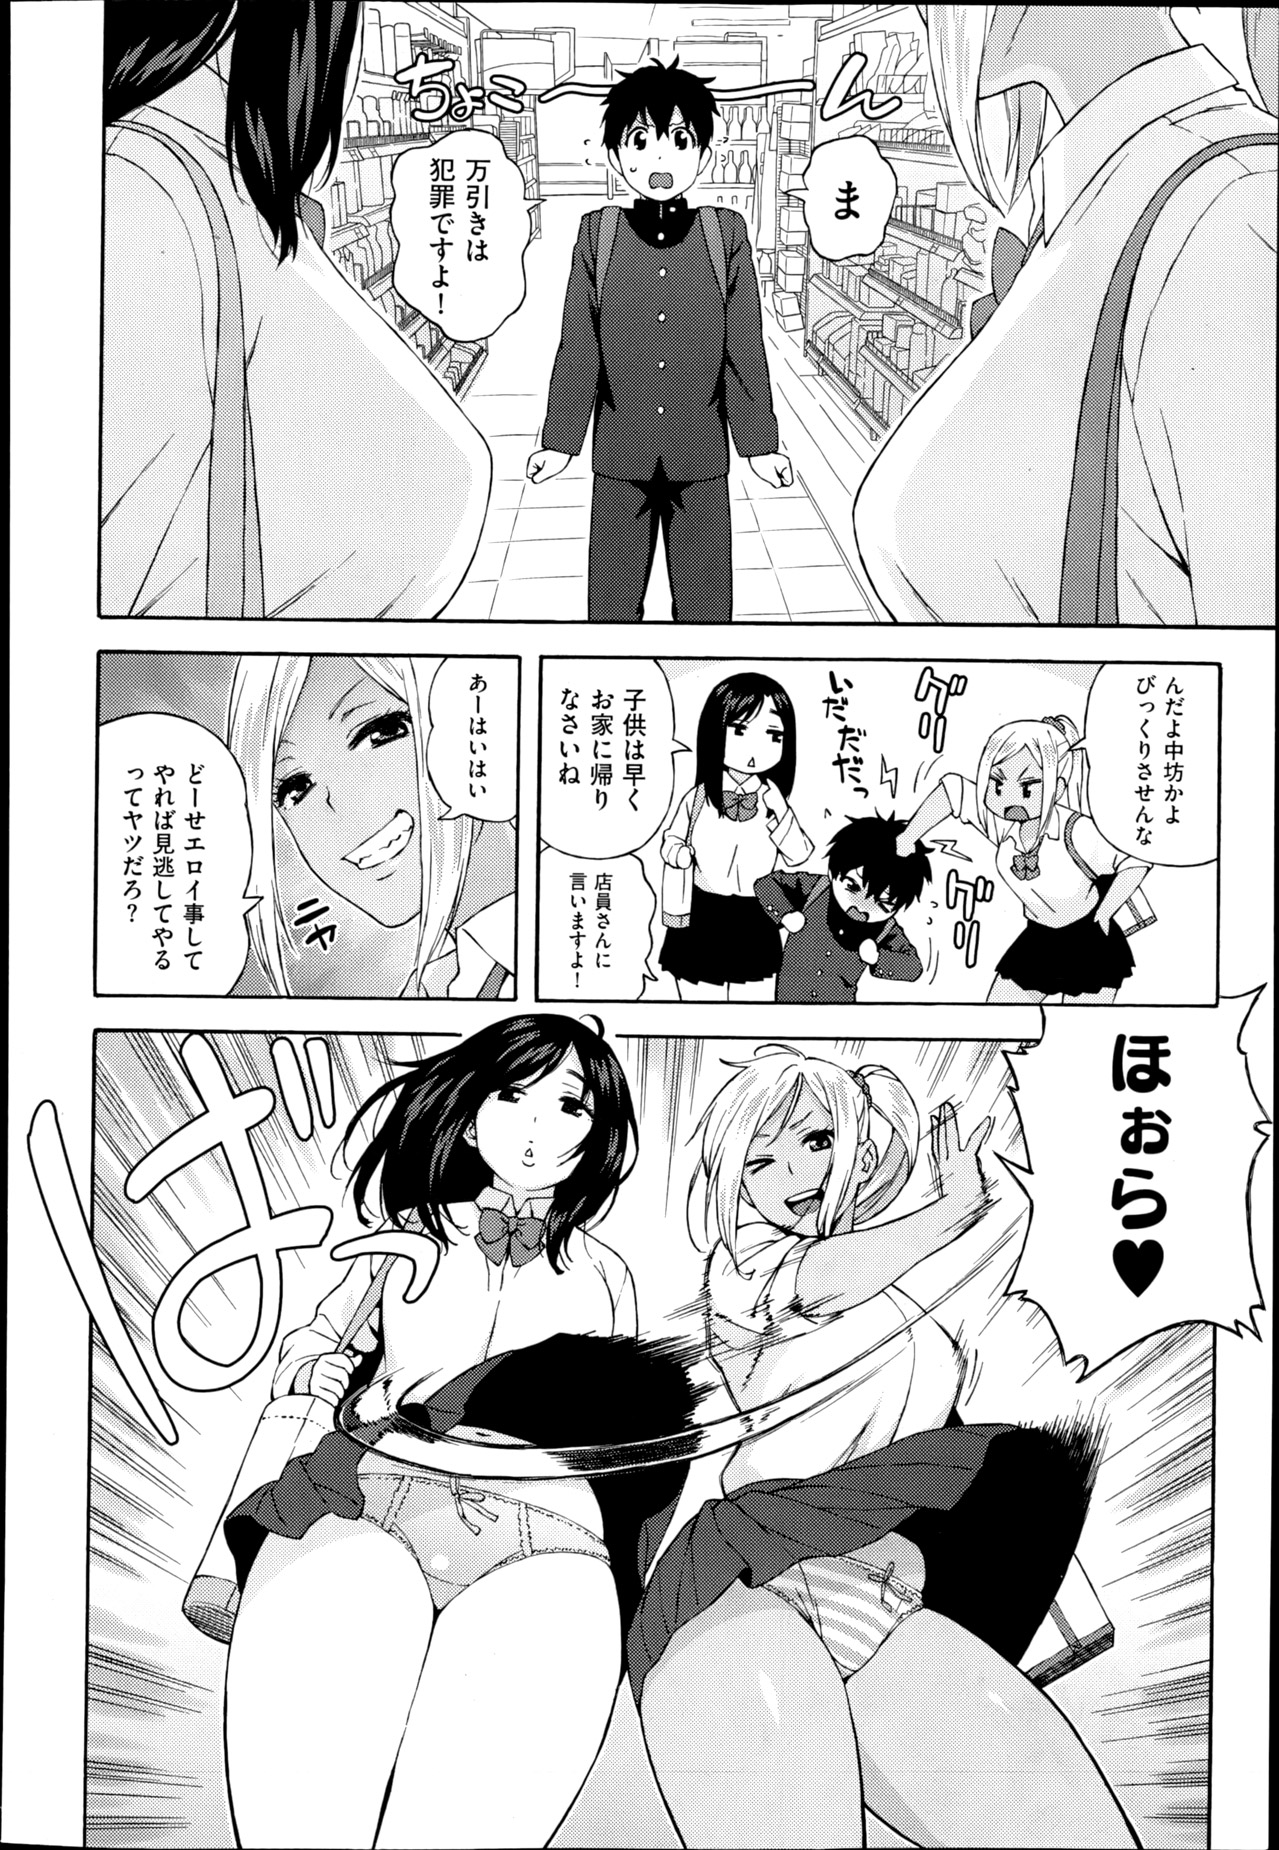 ま
万引きは
犯罪ですよ！
ちょこーーん
んだよ中坊かよ
びっくりさせんな
グリ
グリ
いだだだっ
子供は早く
お家に帰り
なさいね
店員さんに
言いますよ！
あーはいはい
どーせエロイ事して
やれば見逃してやる
ってヤツだろ？
ニヤ
ほぉら♥
ばっ